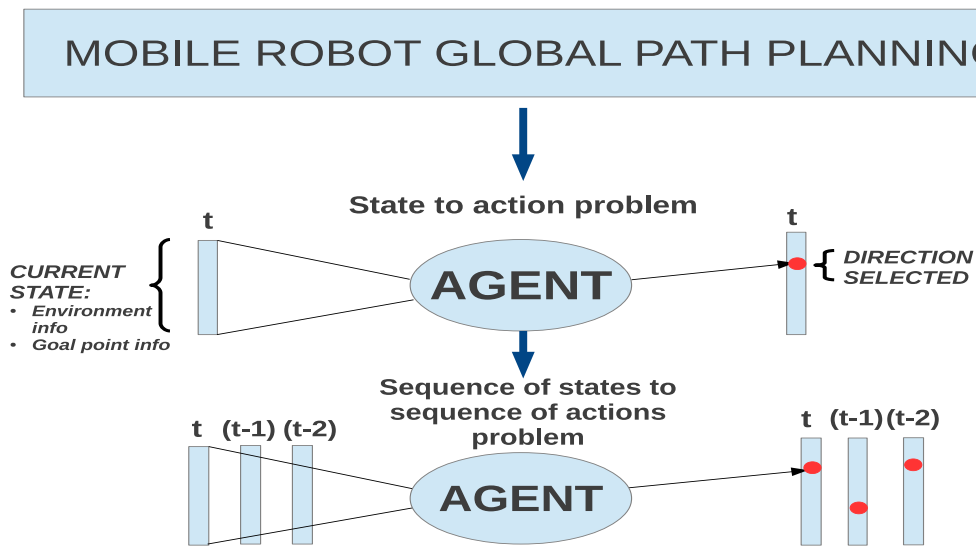 MOBILE ROBOT GLOBAL PATH PLANNING
State to action problem
t
t
CURRENT
STATE:
• Environment
info
• Goal point info
AGENT
DIRECTION
SELECTED
Sequence of states to
sequence of actions
problem
t (t-1) (t-2)
t (t-1) (t-2)
AGENT